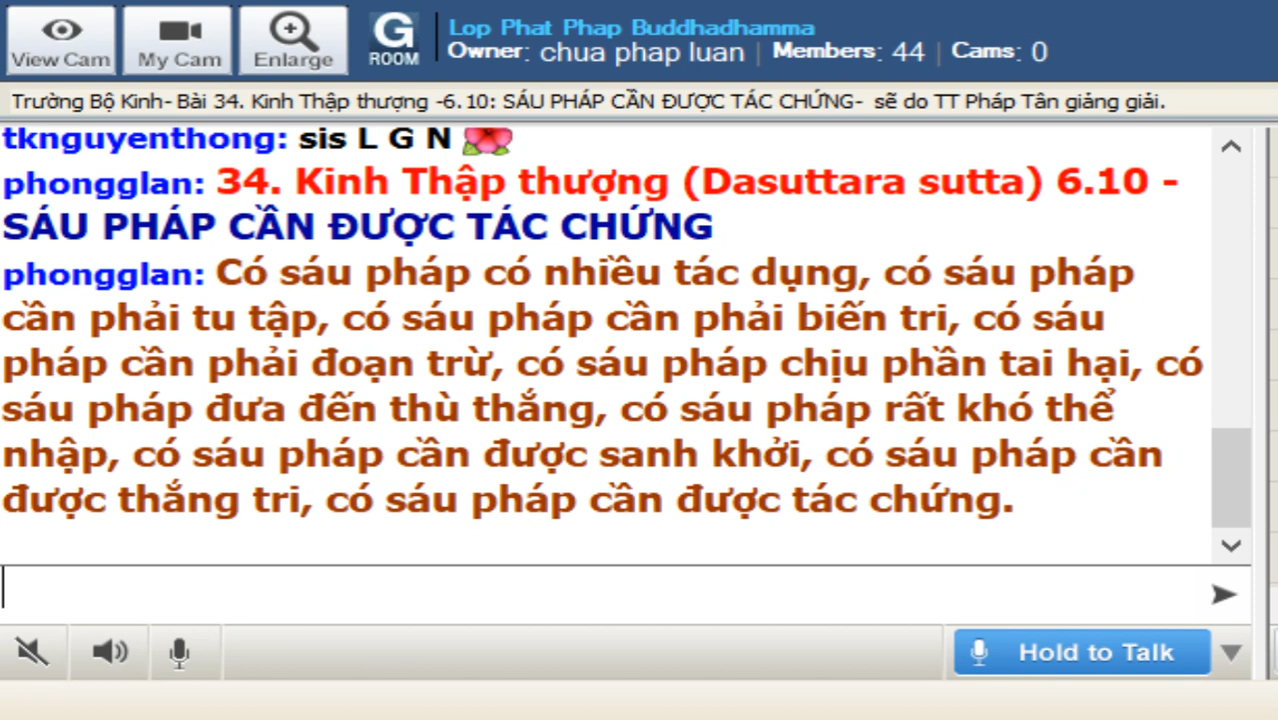 View Cam
My Cam
Enlarge
G
ROOM
Lop Phat Phap Buddhadhamma
Owner: chua phap luan | Members: 44 | Cams: 0
Trường Bộ Kinh- Bài 34. Kinh Thập thượng -6.10: SÁU PHÁP CẦN ĐƯỢC TÁC CHỨNG- sẽ do TT Pháp Tân giảng giải.
tknguyenthong: sis L G N
phongglan: 34. Kinh Thập thượng (Dasuttara sutta) 6.10 -
SÁU PHÁP CẦN ĐƯỢC TÁC CHỨNG
phongglan: Có sáu pháp có nhiều tác dụng, có sáu pháp
cần phải tu tập, có sáu pháp cần phải biến tri, có sáu
pháp cần phải đoạn trừ, có sáu pháp chịu phần tai hại, có
sáu pháp đưa đến thù thắng, có sáu pháp rất khó thể
nhập, có sáu pháp cần được sanh khởi, có sáu pháp cần
được thắng tri, có sáu pháp cần được tác chứng.
Hold to Talk